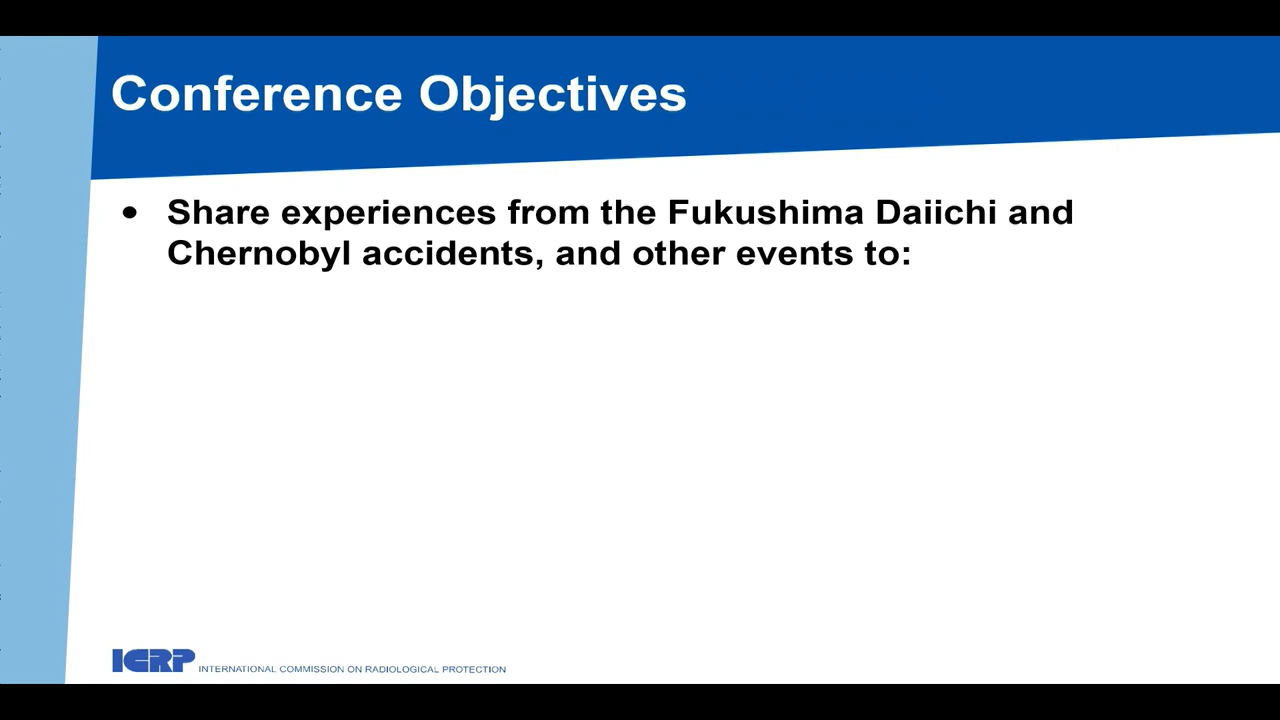 Conference Objectives
• Share experiences from the Fukushima Daiichi and
Chernobyl accidents, and other events to:
ICRP INTERNATIONAL COMMISSION ON RADIOLOGICAL PROTECTION